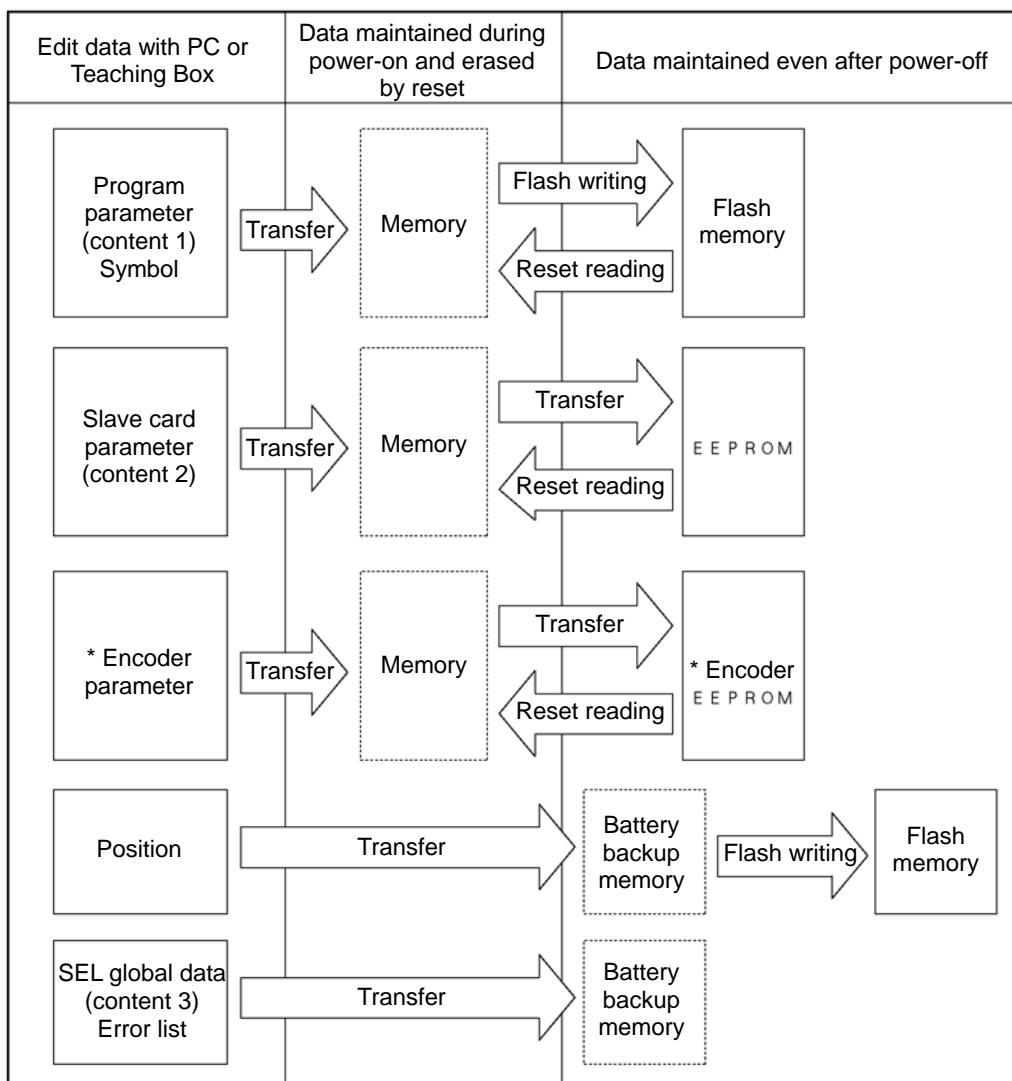 Edit data with PC or
Teaching Box
Data maintained during
power-on and erased
by reset
Data maintained even after power-off
Program
parameter
(content 1)
Symbol
Transfer
Memory
Flash writing
Reset reading
Flash
memory
Slave card
parameter
(content 2)
Transfer
Memory
Transfer
Reset reading
EEPROM
* Encoder
parameter
Transfer
Memory
Transfer
Reset reading
* Encoder
EEPROM
Position
Transfer
Battery
backup
memory
Flash writing
Flash
memory
SEL global data
(content 3)
Error list
Transfer
Battery
backup
memory